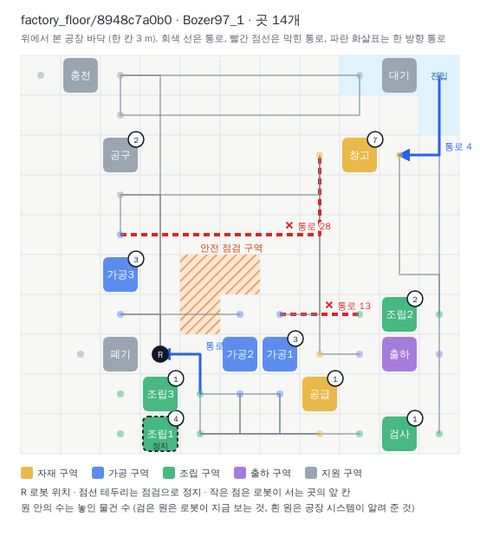 factory_floor/8948c7a0b0 · Bozer97_1 · 곳 14개
위에서 본 공장 바닥 (한 칸 3 m). 회색 선은 통로, 빨간 점선은 막힌 통로, 파란 화살표는 한 방향 통로
충전
대기
진입
2
7
통로 4
공구
창고
✕ 통로 28
안전 점검 구역
3
가공3
✕ 통로 13
2
조립2
통로
3
폐기
R
가공2
가공1
출하
1
조립3
1
공급
4
조립1
정지
1
검사
자재 구역
가공 구역
조립 구역
출하 구역
지원 구역
R 로봇 위치 · 점선 테두리는 점검으로 정지 · 작은 점은 로봇이 서는 곳의 앞 칸
원 안의 수는 놓인 물건 수 (검은 원은 로봇이 지금 보는 것, 흰 원은 공장 시스템이 알려 준 것)